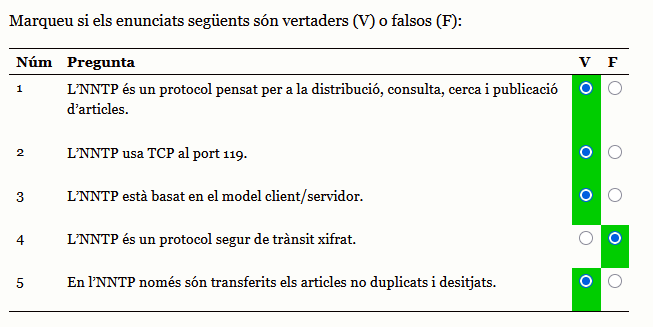 Marqueu si els enunciats següents són vertaders (V) o falsos (F):
Núm Pregunta V F
1 L’NNTP és un protocol pensat per a la distribució, consulta, cerca i publicació
d’articles.
2 L’NNTP usa TCP al port 119.
3 L’NNTP està basat en el model client/servidor.
4 L’NNTP és un protocol segur de trànsit xifrat.
5 En l’NNTP només són transferits els articles no duplicats i desitjats.